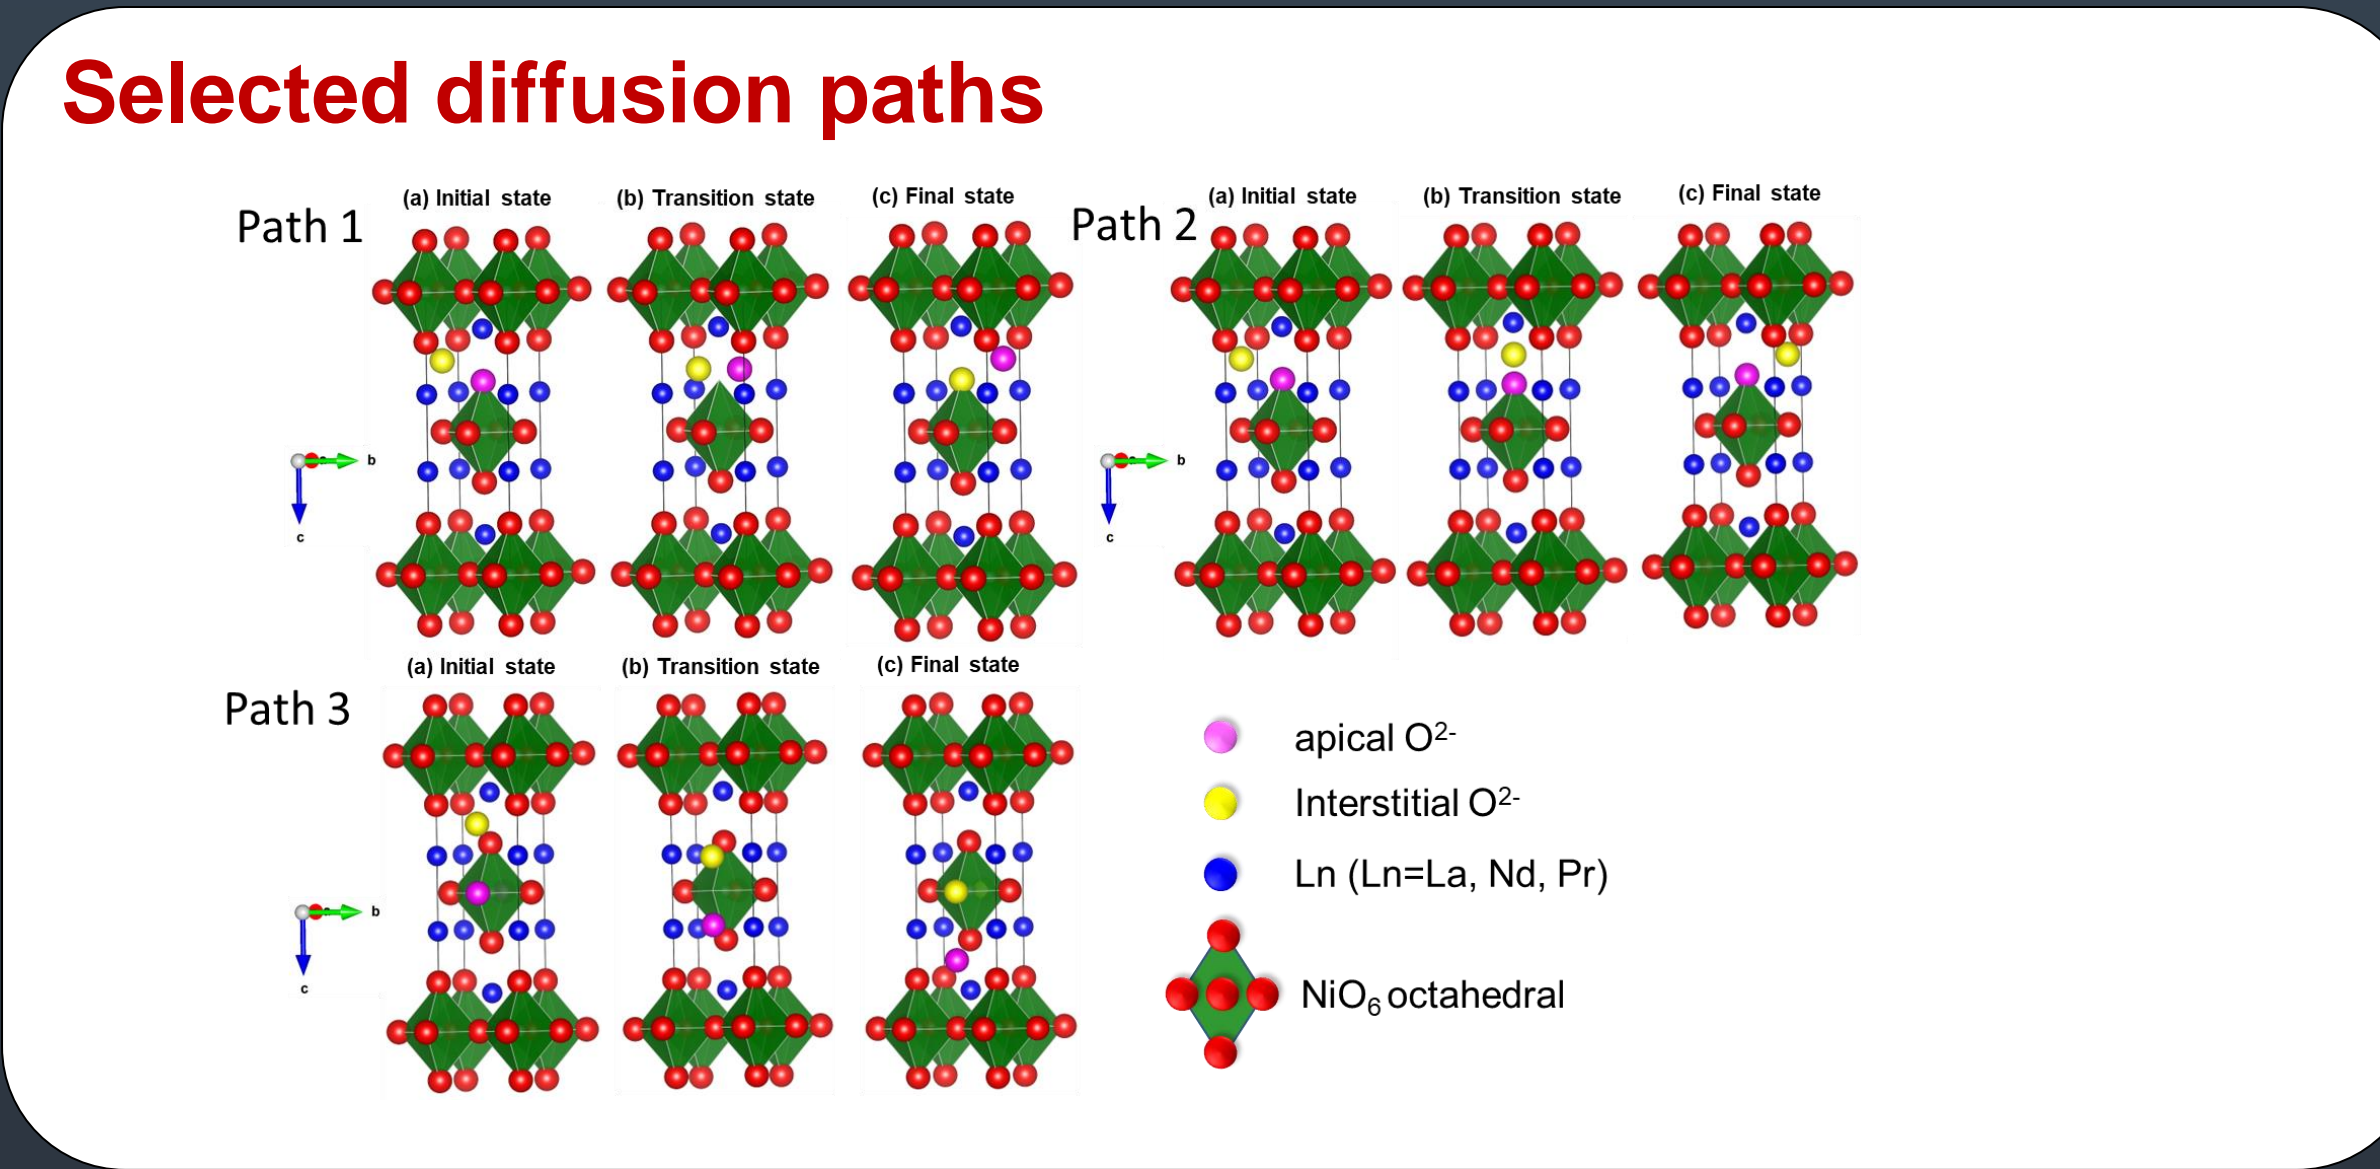 Selected diffusion paths
Path 1
(a) Initial state
(b) Transition state
(c) Final state
b
c
Path 2
(a) Initial state
(b) Transition state
(c) Final state
b
c
Path 3
(a) Initial state
(b) Transition state
(c) Final state
b
c
apical O²⁻
Interstitial O²⁻
Ln (Ln=La, Nd, Pr)
NiO₆ octahedral